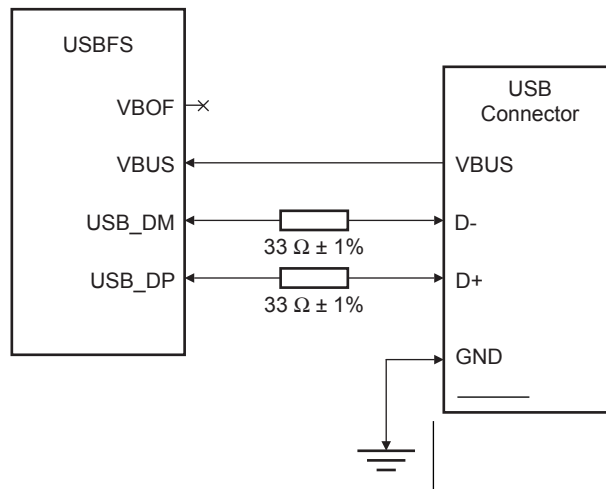 USBFS
VBOF
VBUS
USB_DM
USB_DP
33 Ω ± 1%
33 Ω ± 1%
USB
Connector
VBUS
D-
D+
GND